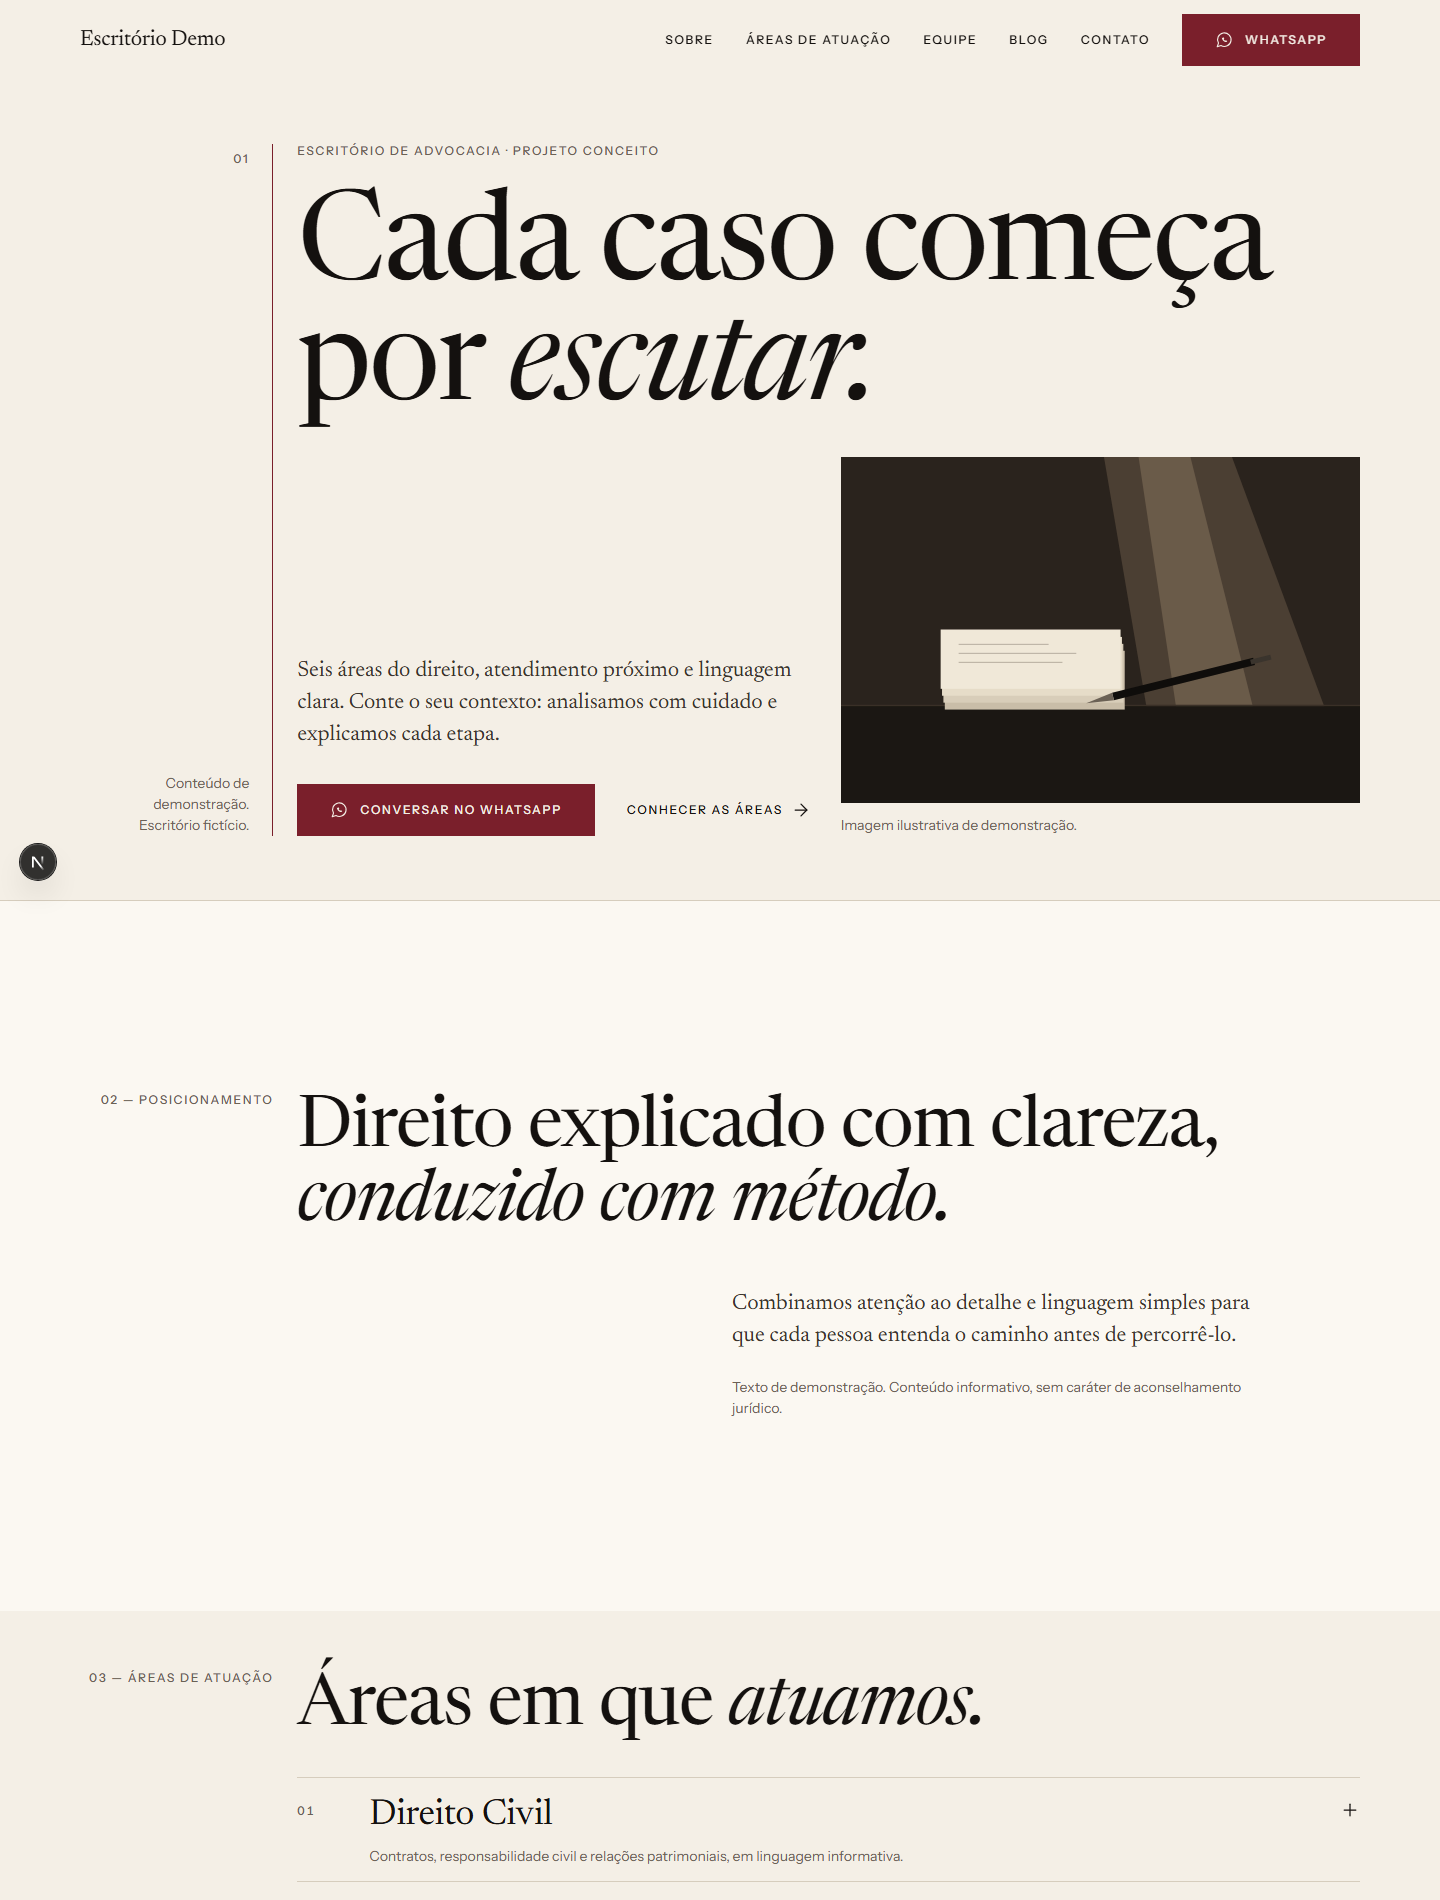 Escritório Demo
SOBRE
ÁREAS DE ATUAÇÃO
EQUIPE
BLOG
CONTATO
WHATSAPP
01
ESCRITÓRIO DE ADVOCACIA · PROJETO CONCEITO
Cada caso começa
por escutar.
Seis áreas do direito, atendimento próximo e linguagem
clara. Conte o seu contexto: analisamos com cuidado e
explicamos cada etapa.
Conteúdo de
demonstração.
Escritório fictício.
CONVERSAR NO WHATSAPP
CONHECER AS ÁREAS
Imagem ilustrativa de demonstração.
N
02 — POSICIONAMENTO
Direito explicado com clareza,
conduzido com método.
Combinamos atenção ao detalhe e linguagem simples para
que cada pessoa entenda o caminho antes de percorrê-lo.
Texto de demonstração. Conteúdo informativo, sem caráter de aconselhamento
jurídico.
03 — ÁREAS DE ATUAÇÃO
Áreas em que atuamos.
01
Direito Civil
Contratos, responsabilidade civil e relações patrimoniais, em linguagem informativa.